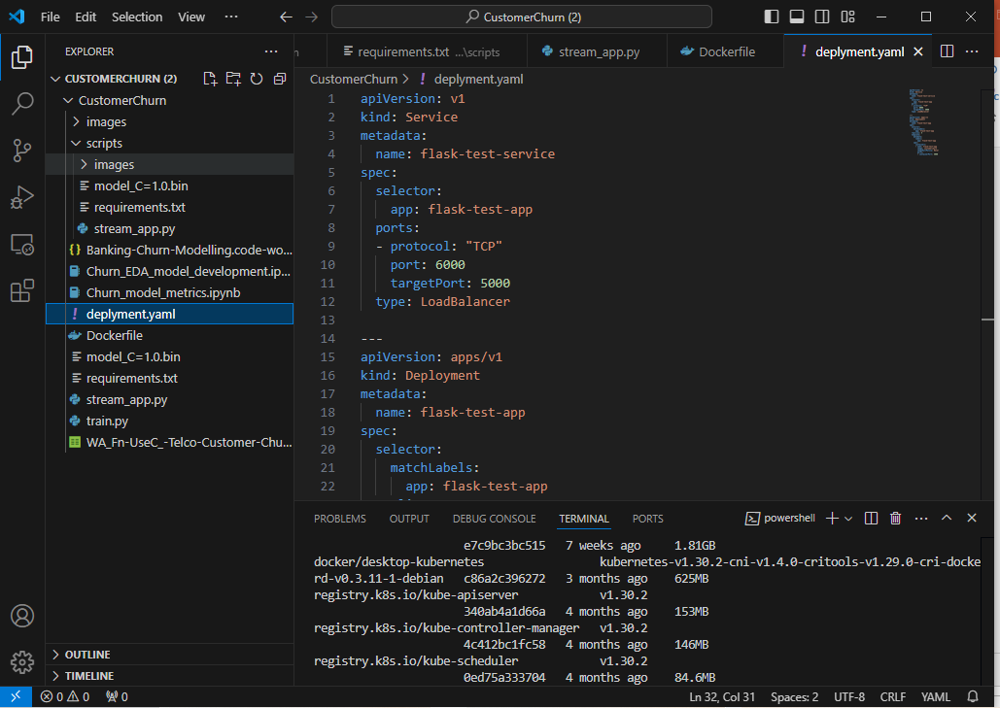 File Edit Selection View ··· CustomerChurn (2)
EXPLORER ···
requirements.txt ...\scripts stream_app.py Dockerfile ! deplyment.yaml ···
CUSTOMERCHURN (2)
CustomerChurn
images
scripts
images
model_C=1.0.bin
requirements.txt
stream_app.py
{} Banking-Churn-Modelling.code-wo...
Churn_EDA_model_development.ip...
Churn_model_metrics.ipynb
! deplyment.yaml
Dockerfile
model_C=1.0.bin
requirements.txt
stream_app.py
train.py
WA_Fn-UseC_-Telco-Customer-Chu...
OUTLINE
TIMELINE
CustomerChurn > ! deplyment.yaml
1 apiVersion: v1
2 kind: Service
3 metadata:
4 name: flask-test-service
5 spec:
6 selector:
7 app: flask-test-app
8 ports:
9 - protocol: "TCP"
10 port: 6000
11 targetPort: 5000
12 type: LoadBalancer
13
14 ---
15 apiVersion: apps/v1
16 kind: Deployment
17 metadata:
18 name: flask-test-app
19 spec:
20 selector:
21 matchLabels:
22 app: flask-test-app
PROBLEMS OUTPUT DEBUG CONSOLE TERMINAL PORTS powershell ···
e7c9bc3bc515 7 weeks ago 1.81GB
docker/desktop-kubernetes kubernetes-v1.30.2-cni-v1.4.0-critools-v1.29.0-cri-docke
rd-v0.3.11-1-debian c86a2c396272 3 months ago 625MB
registry.k8s.io/kube-apiserver v1.30.2
340ab4a1d66a 4 months ago 153MB
registry.k8s.io/kube-controller-manager v1.30.2
4c412bc1fc58 4 months ago 146MB
registry.k8s.io/kube-scheduler v1.30.2
0ed75a333704 4 months ago 84.6MB
0 0 0 Ln 32, Col 31 Spaces: 2 UTF-8 CRLF YAML